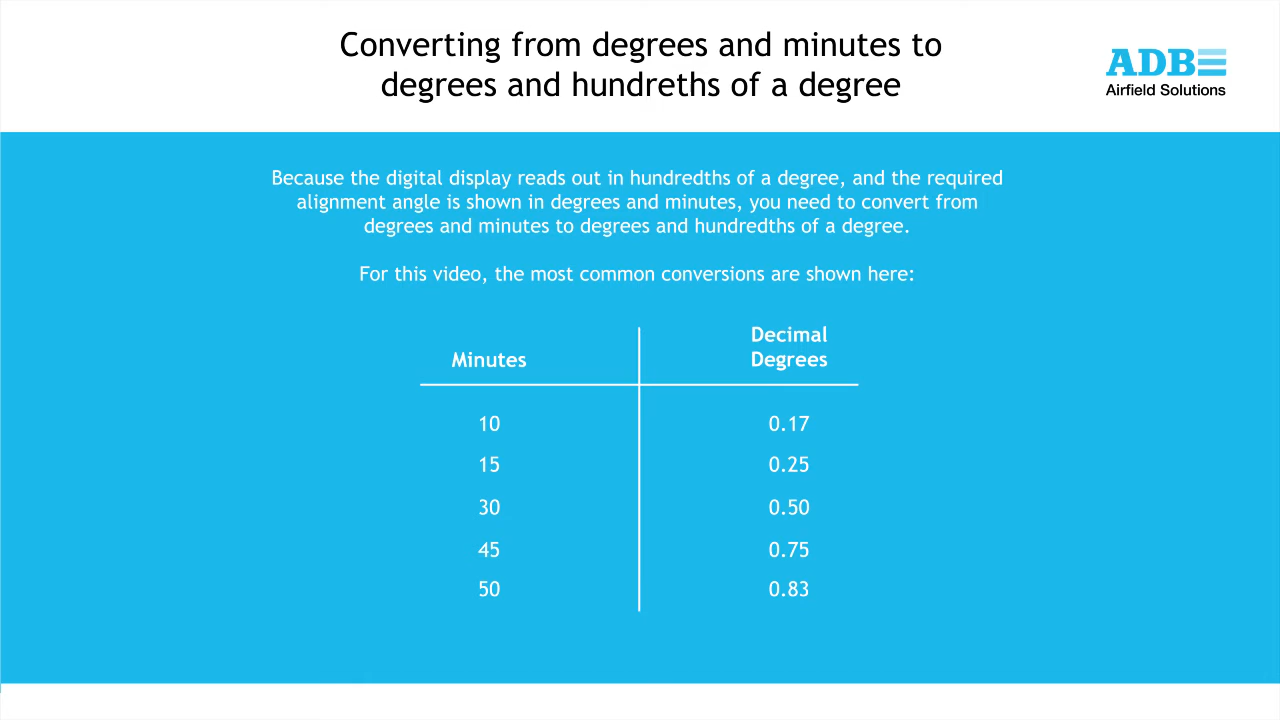 Converting from degrees and minutes to
degrees and hundreths of a degree
ADB
Airfield Solutions
Because the digital display reads out in hundredths of a degree, and the required
alignment angle is shown in degrees and minutes, you need to convert from
degrees and minutes to degrees and hundredths of a degree.
For this video, the most common conversions are shown here:
Minutes Decimal Degrees
10 0.17
15 0.25
30 0.50
45 0.75
50 0.83